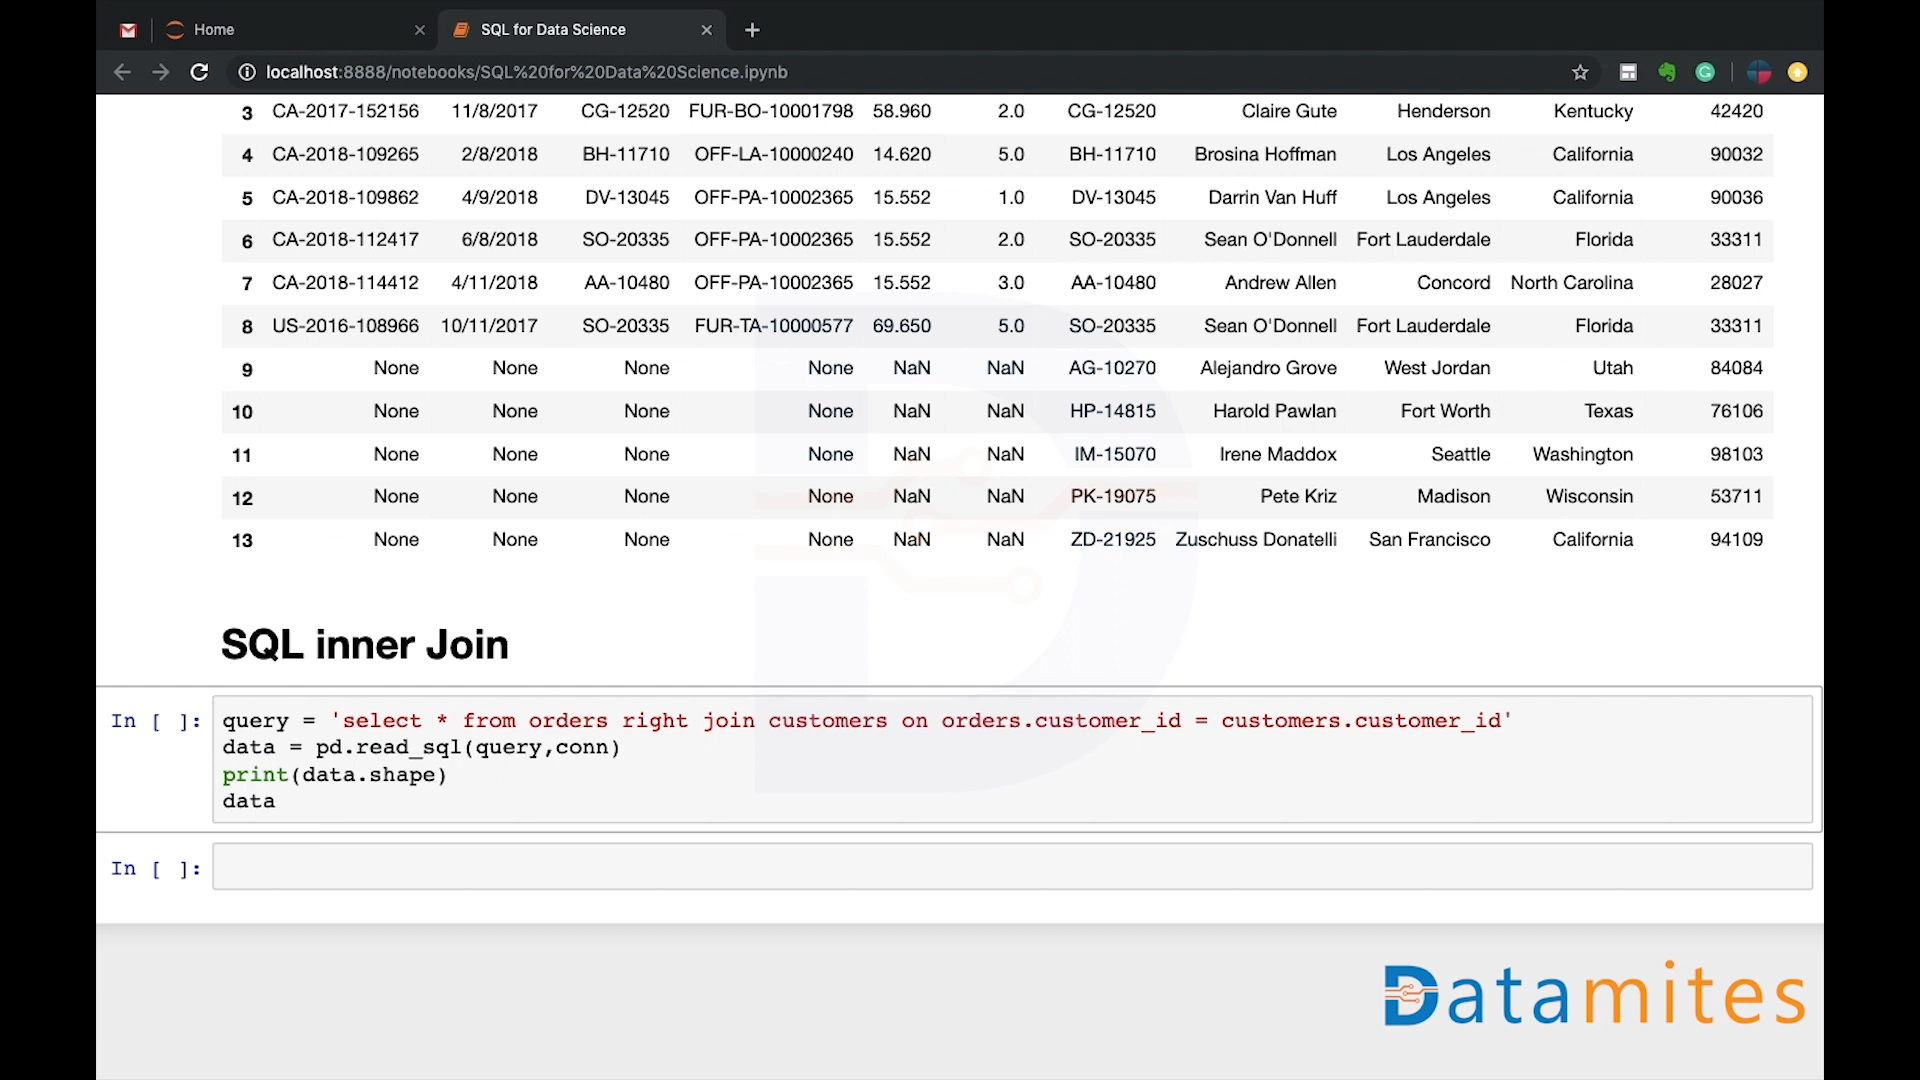 Home
SQL for Data Science
localhost:8888/notebooks/SQL%20for%20Data%20Science.ipynb
3 CA-2017-152156 11/8/2017 CG-12520 FUR-BO-10001798 58.960 2.0 CG-12520 Claire Gute Henderson Kentucky 42420
4 CA-2018-109265 2/8/2018 BH-11710 OFF-LA-10000240 14.620 5.0 BH-11710 Brosina Hoffman Los Angeles California 90032
5 CA-2018-109862 4/9/2018 DV-13045 OFF-PA-10002365 15.552 1.0 DV-13045 Darrin Van Huff Los Angeles California 90036
6 CA-2018-112417 6/8/2018 SO-20335 OFF-PA-10002365 15.552 2.0 SO-20335 Sean O'Donnell Fort Lauderdale Florida 33311
7 CA-2018-114412 4/11/2018 AA-10480 OFF-PA-10002365 15.552 3.0 AA-10480 Andrew Allen Concord North Carolina 28027
8 US-2016-108966 10/11/2017 SO-20335 FUR-TA-10000577 69.650 5.0 SO-20335 Sean O'Donnell Fort Lauderdale Florida 33311
9 None None None None NaN NaN AG-10270 Alejandro Grove West Jordan Utah 84084
10 None None None None NaN NaN HP-14815 Harold Pawlan Fort Worth Texas 76106
11 None None None None NaN NaN IM-15070 Irene Maddox Seattle Washington 98103
12 None None None None NaN NaN PK-19075 Pete Kriz Madison Wisconsin 53711
13 None None None None NaN NaN ZD-21925 Zuschuss Donatelli San Francisco California 94109
SQL inner Join
In [ ]: query = 'select * from orders right join customers on orders.customer_id = customers.customer_id'
data = pd.read_sql(query,conn)
print(data.shape)
data
In [ ]:
Datamites